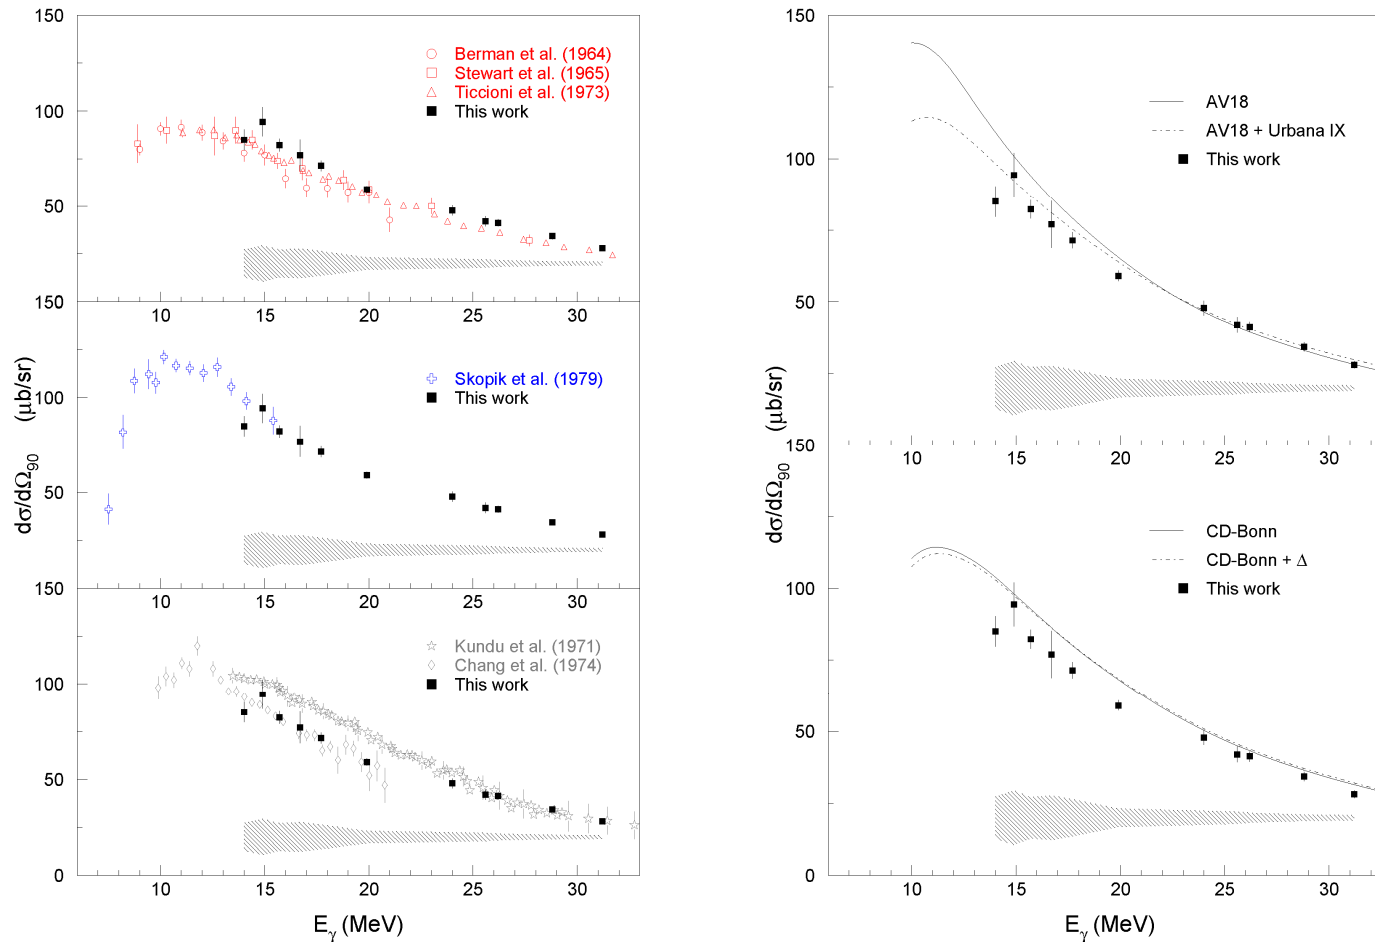 150
Berman et al. (1964)
Stewart et al. (1965)
Ticcioni et al. (1973)
This work
100
50
150
10 15 20 25 30
Skopik et al. (1979)
This work
100
50
150
10 15 20 25 30
Kundu et al. (1971)
Chang et al. (1974)
This work
100
50
0
10 15 20 25 30
dσ/dΩ90 (μb/sr)
Eγ (MeV)
150
AV18
AV18 + Urbana IX
This work
100
50
150
10 15 20 25 30
CD-Bonn
CD-Bonn + Δ
This work
100
50
0
10 15 20 25 30
dσ/dΩ90 (μb/sr)
Eγ (MeV)